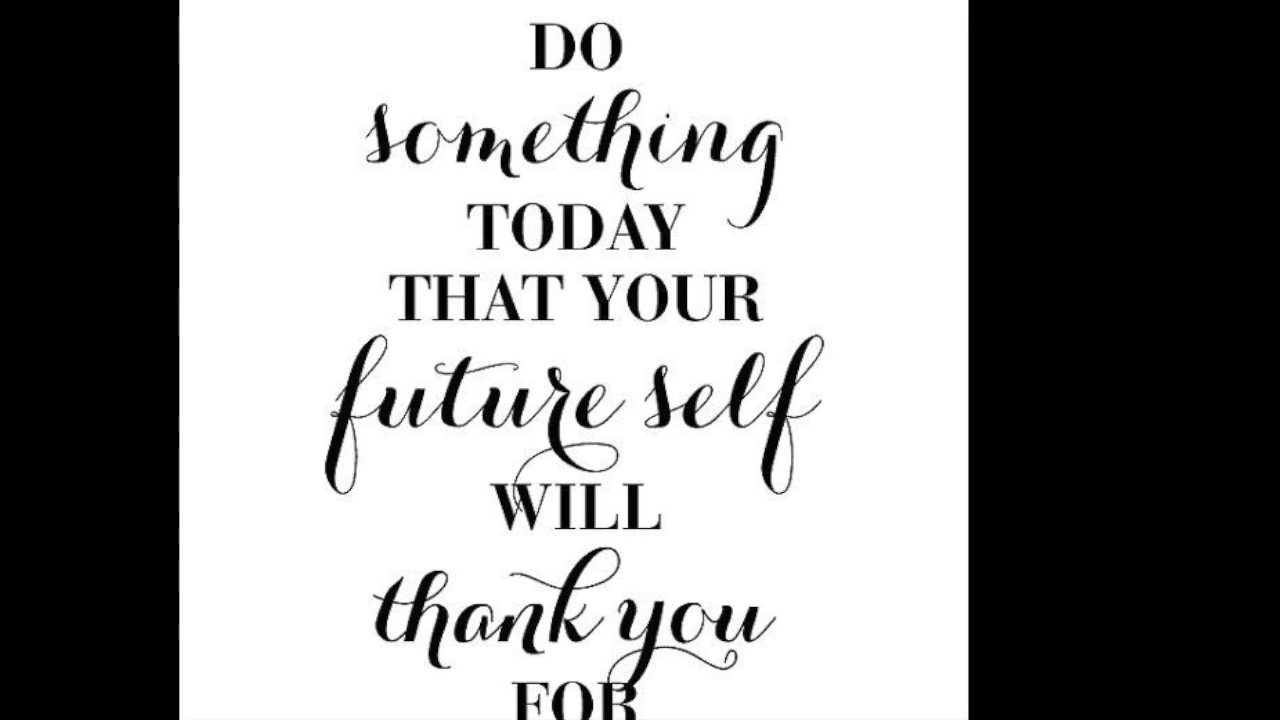 DO
something
TODAY
THAT YOUR
future self
WILL
thank you
FOR